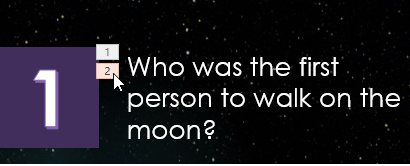 1
1
2
Who was the first
person to walk on the
moon?